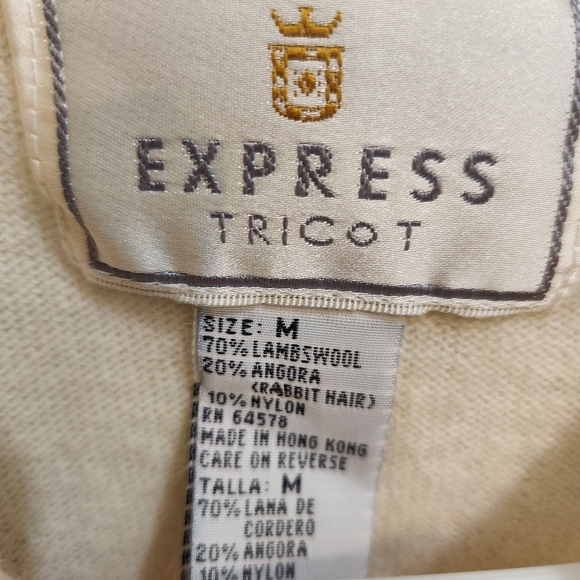 EXPRESS
TRICOT
SIZE: M
70% LAMBSWOOL
20% ANGORA
(RABBIT HAIR)
10% NYLON
RN 64578
MADE IN HONG KONG
CARE ON REVERSE
TALLA: M
70% LANA DE
CORDERO
20% ANGORA
10% NYLON